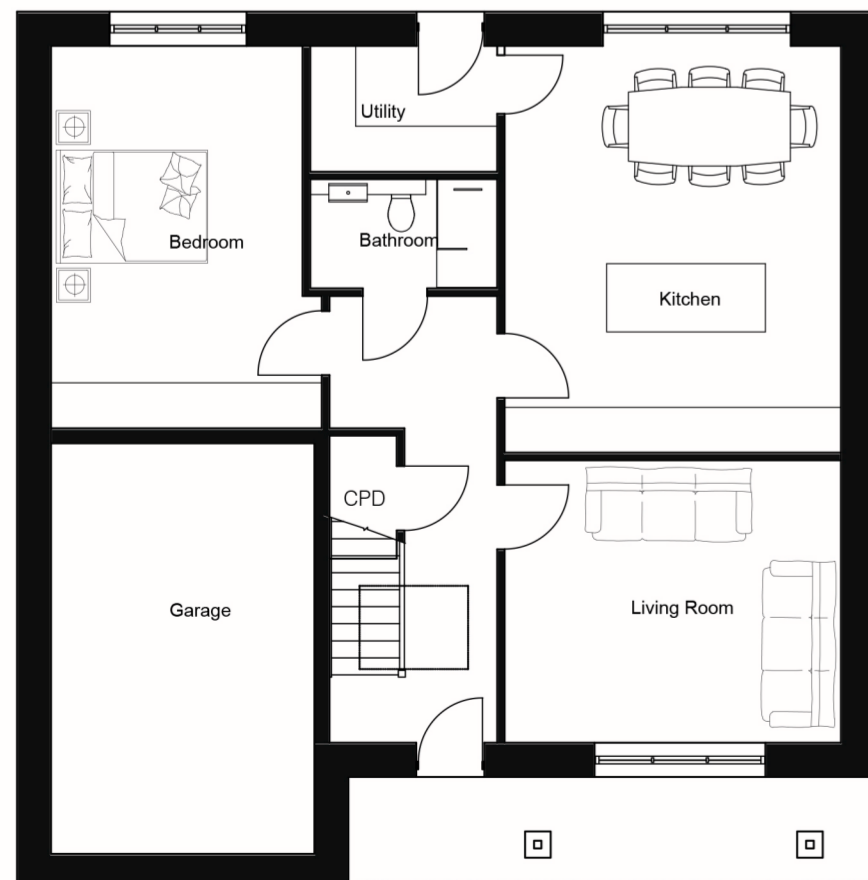 Utility
Bedroom
Bathroom
Kitchen
CPD
Garage
Living Room